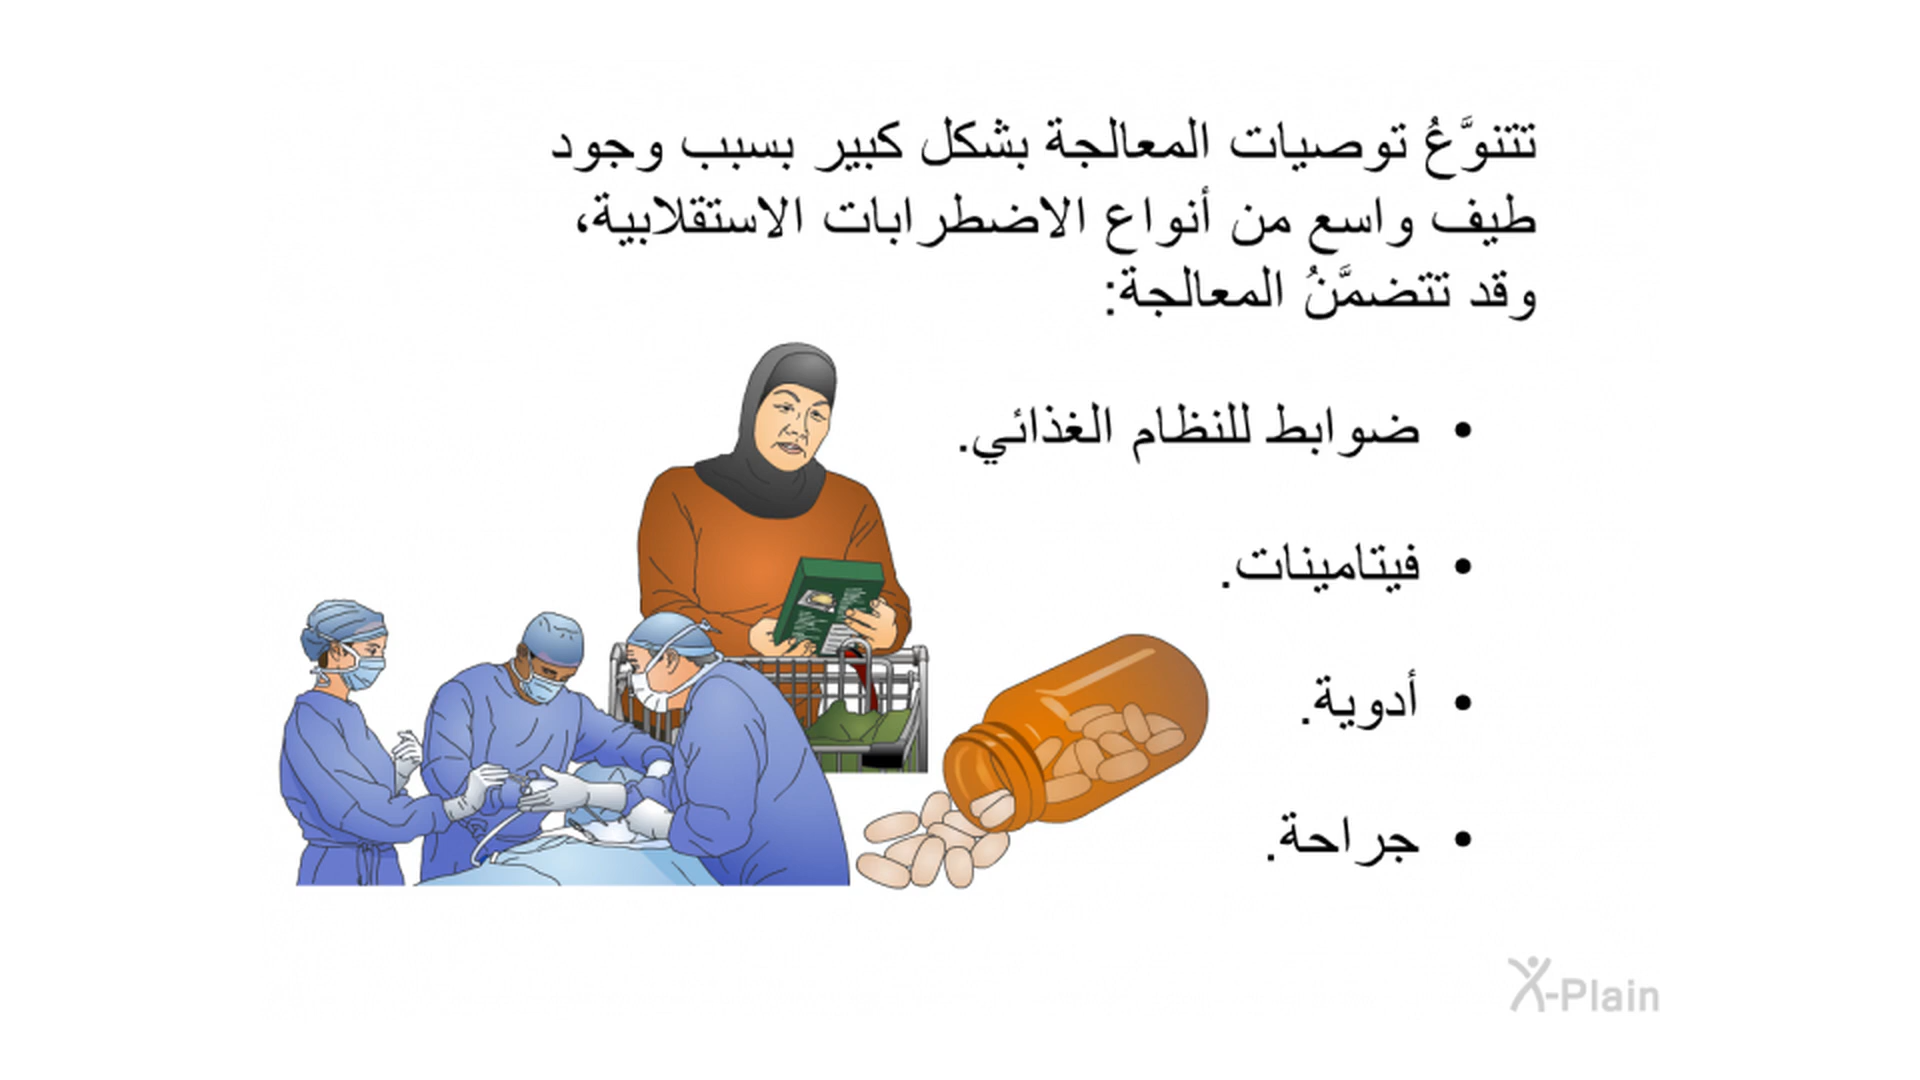 تتنوَّعُ توصيات المعالجة بشكل كبير بسبب وجود
طيف واسع من أنواع الاضطرابات الاستقلابية،
وقد تتضمَّنُ المعالجة:
• ضوابط للنظام الغذائي.
• فيتامينات.
• أدوية.
• جراحة.
X-Plain